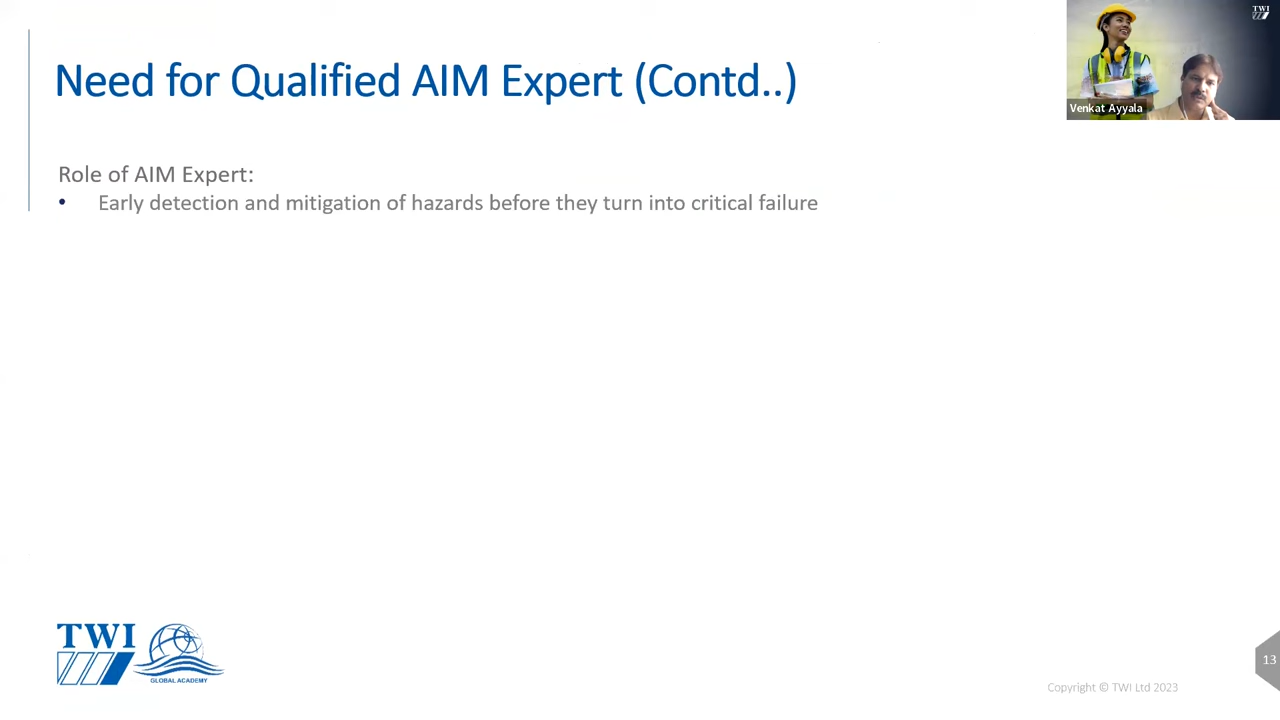 Need for Qualified AIM Expert (Contd..)
TWI
Venkat Ayyala
Role of AIM Expert:
• Early detection and mitigation of hazards before they turn into critical failure
TWI
GLOBAL ACADEMY
13
Copyright © TWI Ltd 2023